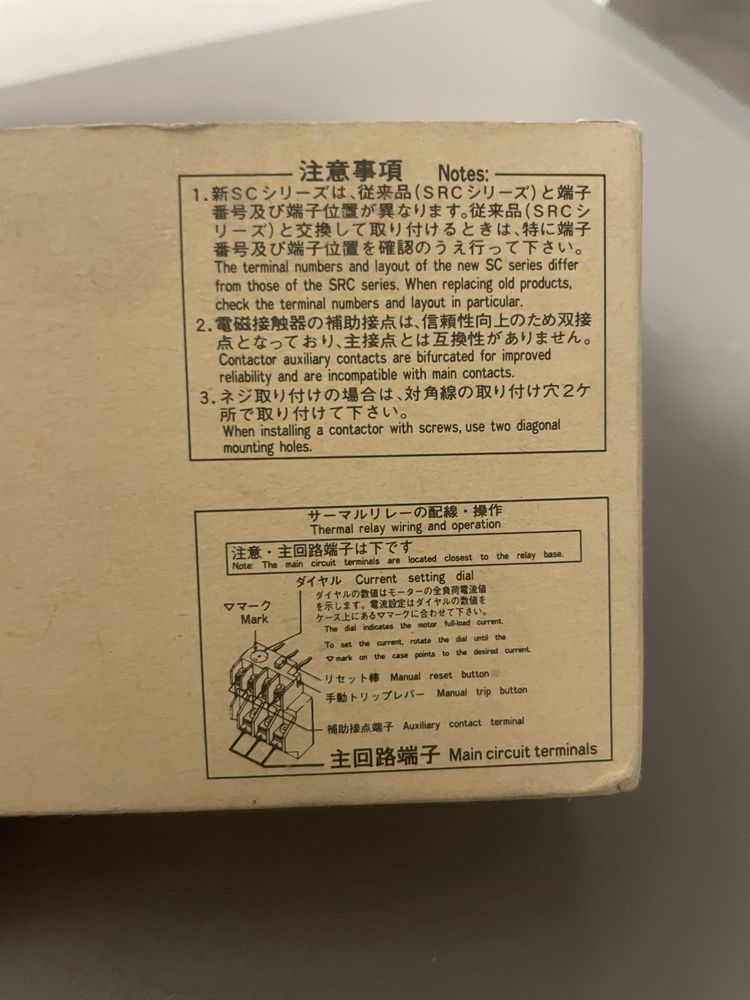 注意事項 Notes:
1. 新SCシリーズは、従来品(SRCシリーズ)と端子
番号及び端子位置が異なります。従来品(SRCシ
リーズ)と交換して取り付けるときは、特に端子
番号及び端子位置を確認のうえ行って下さい。
The terminal numbers and layout of the new SC series differ
from those of the SRC series. When replacing old products,
check the terminal numbers and layout in particular.
2. 電磁接触器の補助接点は、信頼性向上のため双接
点となっており、主接点とは互換性がありません。
Contactor auxiliary contacts are bifurcated for improved
reliability and are incompatible with main contacts.
3. ネジ取り付けの場合は、対角線の取り付け穴2ケ
所で取り付けて下さい。
When installing a contactor with screws, use two diagonal
mounting holes.
サーマルリレーの配線・操作
Thermal relay wiring and operation
注意・主回路端子は下です
Note: The main circuit terminals are located closest to the relay base.
ダイヤル Current setting dial
ダイヤルの数値はモーターの全負荷電流値
を示します。電流設定はダイヤルの数値を
ケース上にある▽マークに合わせて下さい。
The dial indicates the motor full-load current.
To set the current, rotate the dial until the
▽ mark on the case points to the desired current.
▽マーク
Mark
リセット棒 Manual reset button
手動トリップレバー Manual trip button
補助接点端子 Auxiliary contact terminal
主回路端子 Main circuit terminals